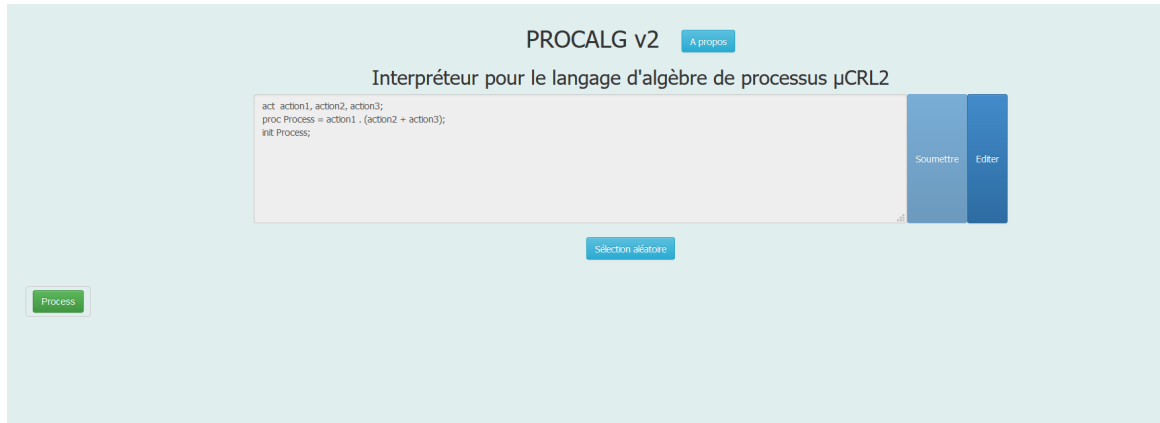 PROCALG v2 A propos
Interpréteur pour le langage d'algèbre de processus µCRL2
act action1, action2, action3;
proc Process = action1 . (action2 + action3);
init Process;
Soumettre Editer
Sélection aléatoire
Process